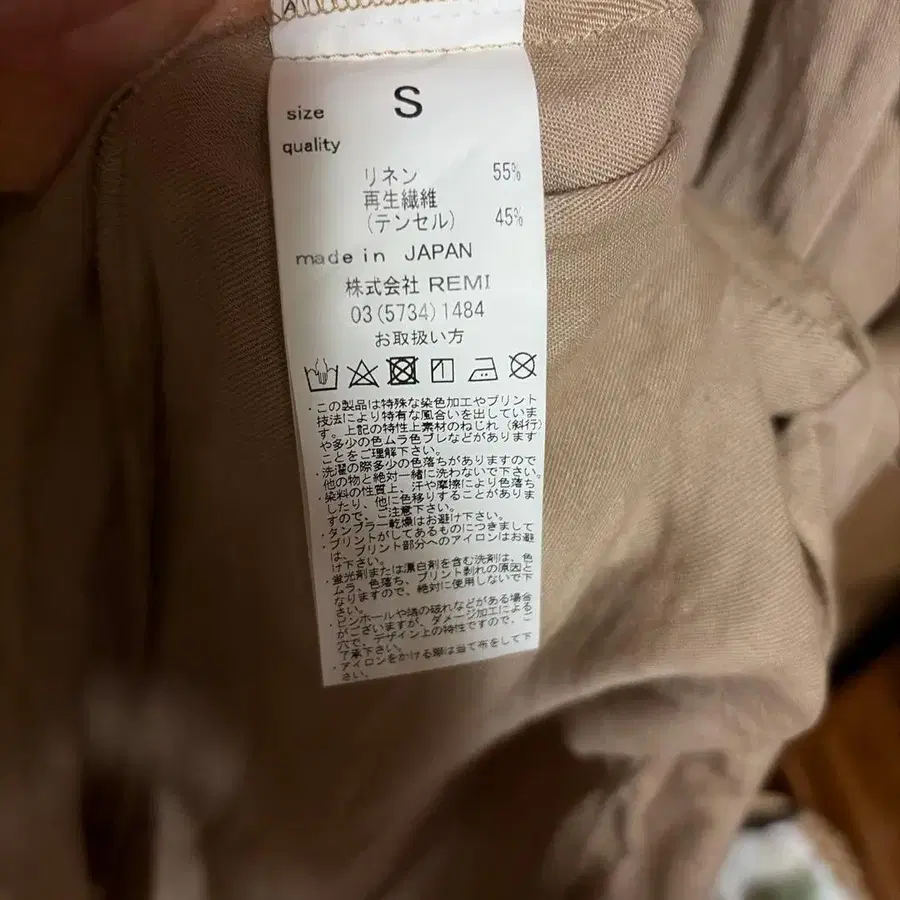 size S
quality
リネン 55%
再生繊維
(テンセル) 45%
made in JAPAN
株式会社 REMI
03(5734)1484
お取扱い方
・この製品は特殊な染色加工やプリント
技法により特有な風合いを出していま
す。上記の特性上素材のねじれ(斜行)
や多少の色ムラ色ブレなどがあります
ことをご理解下さい。
・洗濯の際多少の色落ちがありますので
他の物と絶対一緒に洗わないで下さい。
・染料の性質上、汗や摩擦により色落ち
したり、他に色移りすることがありま
すので、ご注意下さい。
・タンブラー乾燥はお避け下さい。
・プリントがしてあるものにつきまして
は、プリント部分へのアイロンはお避
け下さい。
・蛍光剤または漂白剤を含む洗剤は、色
ムラ、色落ち、プリント剥れの原因と
なりますので、絶対に使用しないで下
さい。
・ピンホールや
の破れなどがある場合
がございますが、ダメージ加工による
穴で、デザイン上の特性ですので、ご
了承下さい。
・アイロンをかける際は当て布をして下
さい。